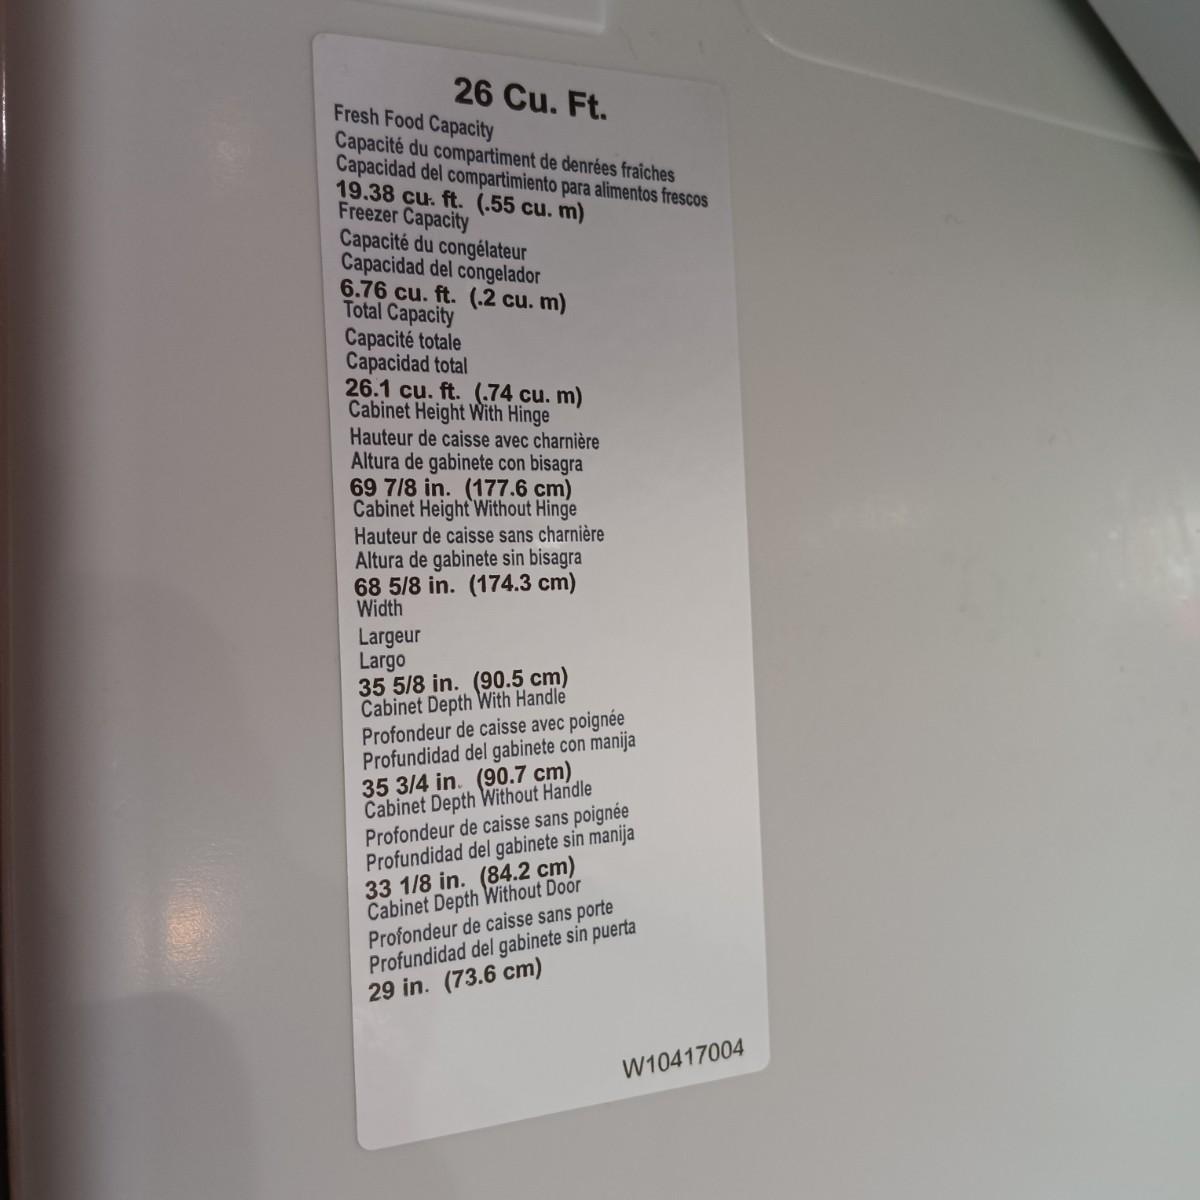 26 Cu. Ft.
Fresh Food Capacity
Capacité du compartiment de denrées fraîches
Capacidad del compartimiento para alimentos frescos
19.38 cu. ft. (.55 cu. m)
Freezer Capacity
Capacité du congélateur
Capacidad del congelador
6.76 cu. ft. (.2 cu. m)
Total Capacity
Capacité totale
Capacidad total
26.1 cu. ft. (.74 cu. m)
Cabinet Height With Hinge
Hauteur de caisse avec charnière
Altura de gabinete con bisagra
69 7/8 in. (177.6 cm)
Cabinet Height Without Hinge
Hauteur de caisse sans charnière
Altura de gabinete sin bisagra
68 5/8 in. (174.3 cm)
Width
Largeur
Largo
35 5/8 in. (90.5 cm)
Cabinet Depth With Handle
Profondeur de caisse avec poignée
Profundidad del gabinete con manija
35 3/4 in. (90.7 cm)
Cabinet Depth Without Handle
Profondeur de caisse sans poignée
Profundidad del gabinete sin manija
33 1/8 in. (84.2 cm)
Cabinet Depth Without Door
Profondeur de caisse sans porte
Profundidad del gabinete sin puerta
29 in. (73.6 cm)
W10417004